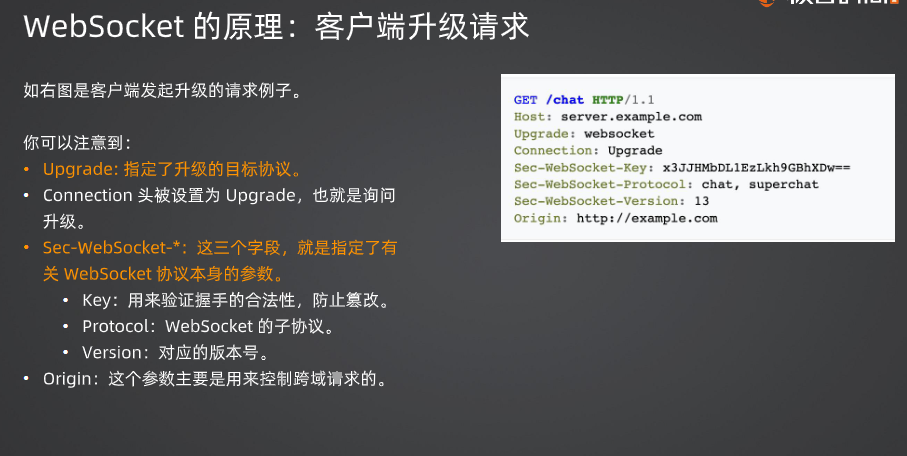 WebSocket 的原理：客户端升级请求
如右图是客户端发起升级的请求例子。
你可以注意到：
• Upgrade: 指定了升级的目标协议。
• Connection 头被设置为 Upgrade，也就是询问
升级。
• Sec-WebSocket-*：这三个字段，就是指定了有
关 WebSocket 协议本身的参数。
• Key：用来验证握手的合法性，防止篡改。
• Protocol：WebSocket 的子协议。
• Version：对应的版本号。
• Origin：这个参数主要是用来控制跨域请求的。
GET /chat HTTP/1.1
Host: server.example.com
Upgrade: websocket
Connection: Upgrade
Sec-WebSocket-Key: x3JJHMbDL1EzLkh9GBhXDw==
Sec-WebSocket-Protocol: chat, superchat
Sec-WebSocket-Version: 13
Origin: http://example.com